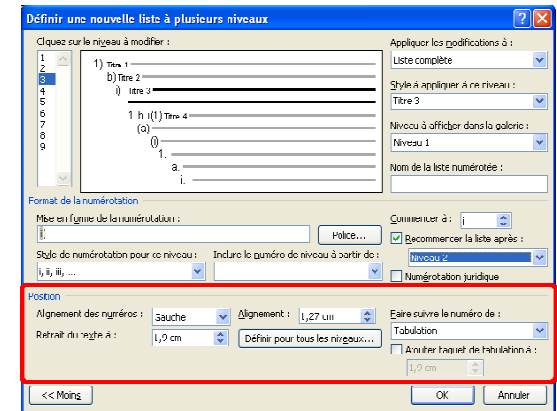 Définir une nouvelle liste à plusieurs niveaux
Cliquez sur le niveau à modifier :
1
2
3
4
5
6
7
8
9
1) Titre 1
b) Titre 2
i) Titre 3
1 b i(1) Titre 4
(a)
(i)
1.
a.
i.
Appliquer les modifications à :
Liste complète
Style à appliquer à ce niveau :
Titre 3
Niveau à afficher dans la galerie :
Niveau 1
Nom de la liste numérotée :
Format de la numérotation
Mise en forme de la numérotation :
i)
Police...
Commencer à :
i
Recommencer la liste après :
Niveau 2
Style de numérotation pour ce niveau :
Inclure le numéro de niveau à partir de :
i, ii, iii, ...
Numérotation juridique
Position
Alignement des numéros :
Gauche
Alignement :
1,27 cm
Faire suivre le numéro de :
Tabulation
Retrait du texte à :
1,9 cm
Définir pour tous les niveaux...
Ajouter taquet de tabulation à :
1,9 cm
<< Moins
OK
Annuler